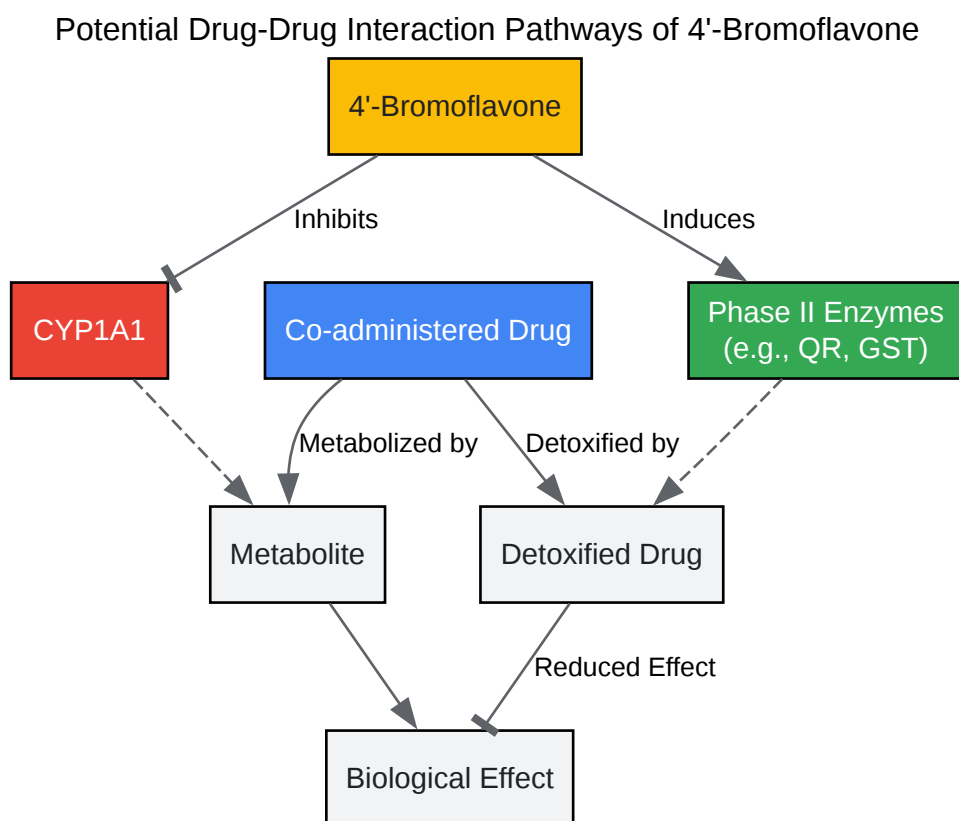 Potential Drug-Drug Interaction Pathways of 4'-Bromoflavone
4'-Bromoflavone
Inhibits
Induces
CYP1A1
Co-administered Drug
Phase II Enzymes
(e.g., QR, GST)
Metabolized by
Detoxified by
Metabolite
Detoxified Drug
Reduced Effect
Biological Effect